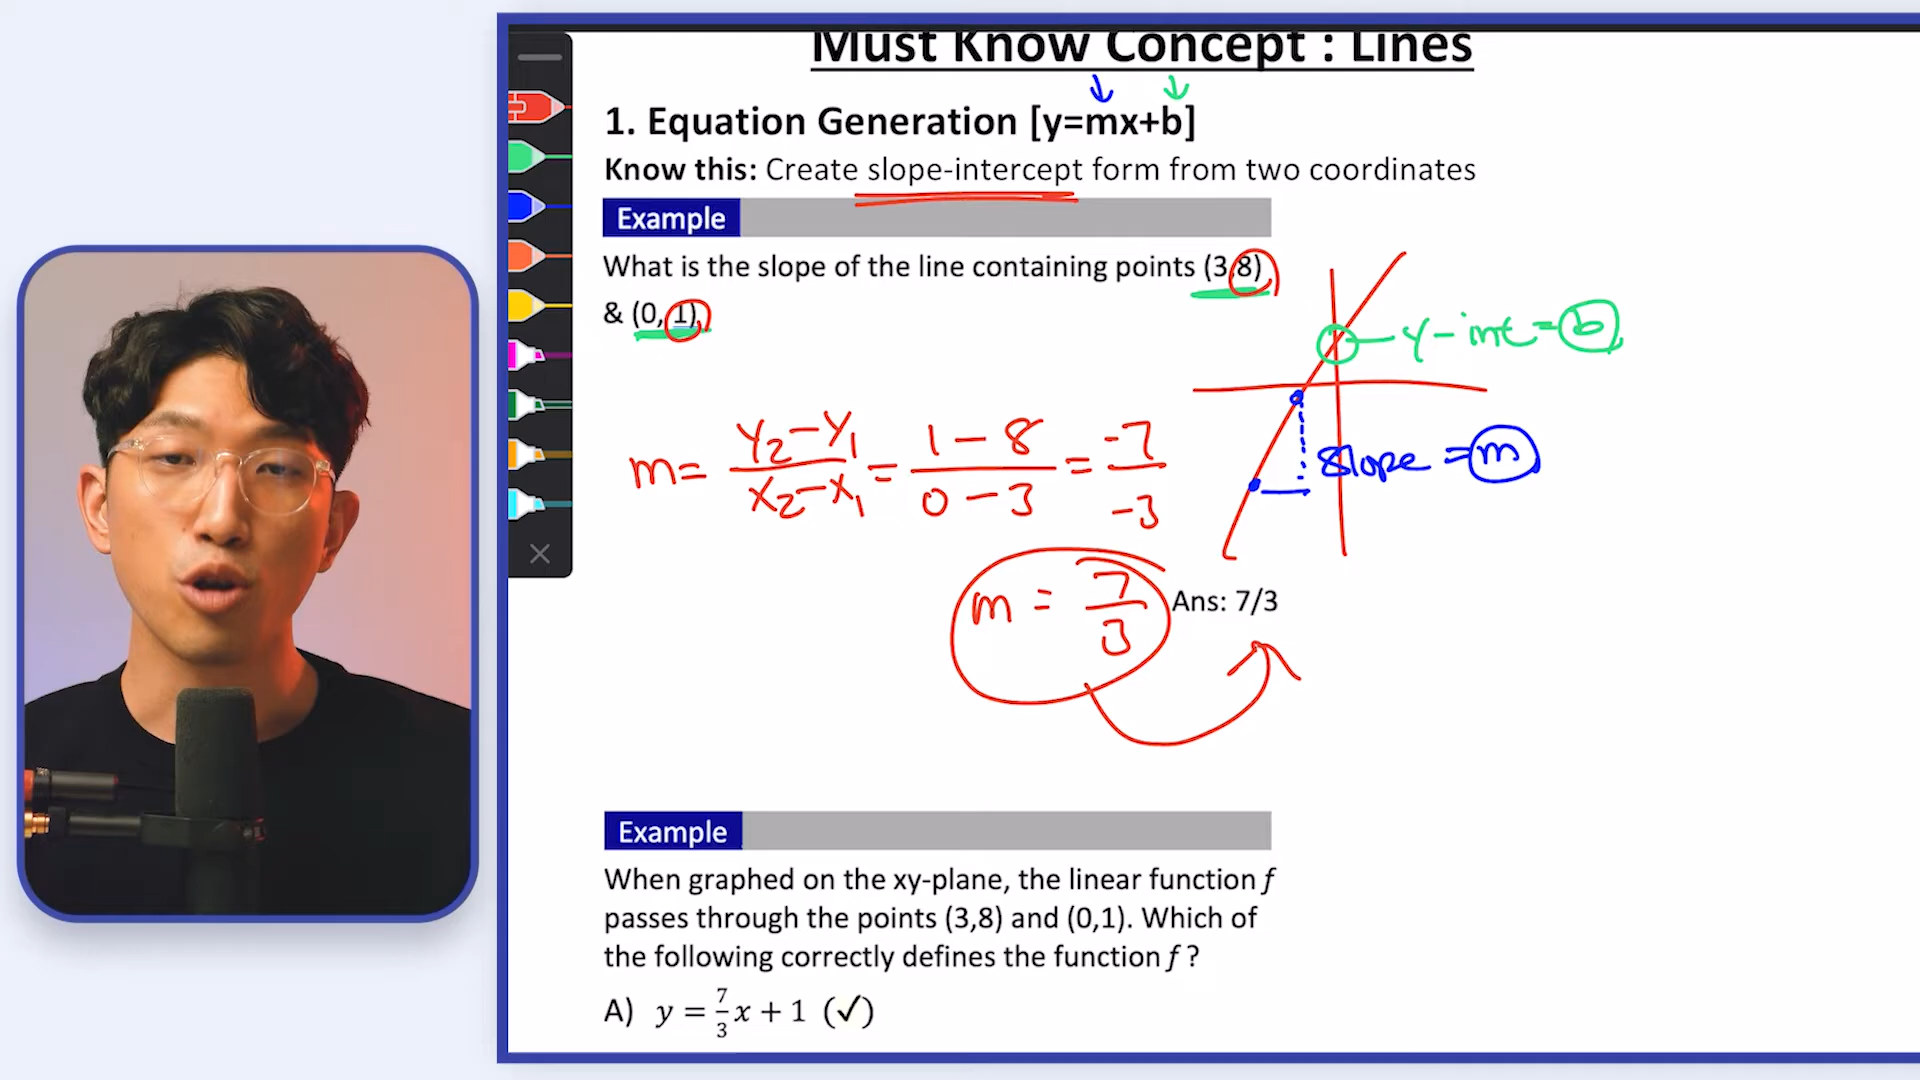 Must Know Concept : Lines
1. Equation Generation [y=mx+b]
Know this: Create slope-intercept form from two coordinates
Example
What is the slope of the line containing points (3,8)
& (0, 1)
y-int = b
m = y₂-y₁ / x₂-x₁ = 1-8 / 0-3 = -7 / -3
slope = m
m = 7/3
Ans: 7/3
Example
When graphed on the xy-plane, the linear function f
passes through the points (3,8) and (0,1). Which of
the following correctly defines the function f ?
A) y = 7/3 x + 1 (✓)